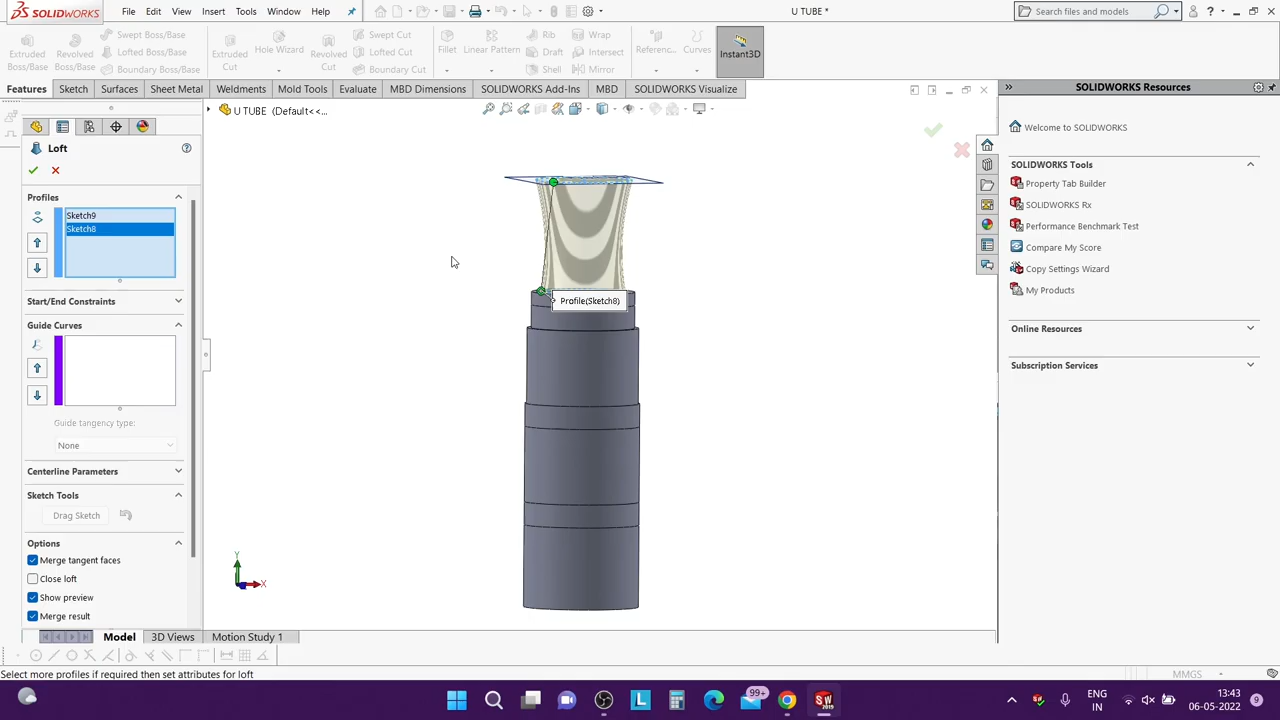 SOLIDWORKS
File Edit View Insert Tools Window Help
U TUBE *
Search files and models
Extruded Boss/Base
Revolved Boss/Base
Swept Boss/Base
Lofted Boss/Base
Boundary Boss/Base
Extruded Cut
Hole Wizard
Revolved Cut
Swept Cut
Lofted Cut
Boundary Cut
Fillet
Linear Pattern
Rib
Draft
Shell
Wrap
Intersect
Mirror
Referenc...
Curves
Instant3D
Features Sketch Surfaces Sheet Metal Weldments Mold Tools Evaluate MBD Dimensions SOLIDWORKS Add-Ins MBD SOLIDWORKS Visualize
U TUBE (Default<<...
Loft
Profiles
Sketch9
Sketch8
Start/End Constraints
Guide Curves
Guide tangency type:
None
Centerline Parameters
Sketch Tools
Drag Sketch
Options
Merge tangent faces
Close loft
Show preview
Merge result
Profile(Sketch8)
Y
X
SOLIDWORKS Resources
Welcome to SOLIDWORKS
SOLIDWORKS Tools
Property Tab Builder
SOLIDWORKS Rx
Performance Benchmark Test
Compare My Score
Copy Settings Wizard
My Products
Online Resources
Subscription Services
Model 3D Views Motion Study 1
Select more profiles if required then set attributes for loft
MMGS
99+
L
SW
2019
ENG
IN
13:43
06-05-2022
9